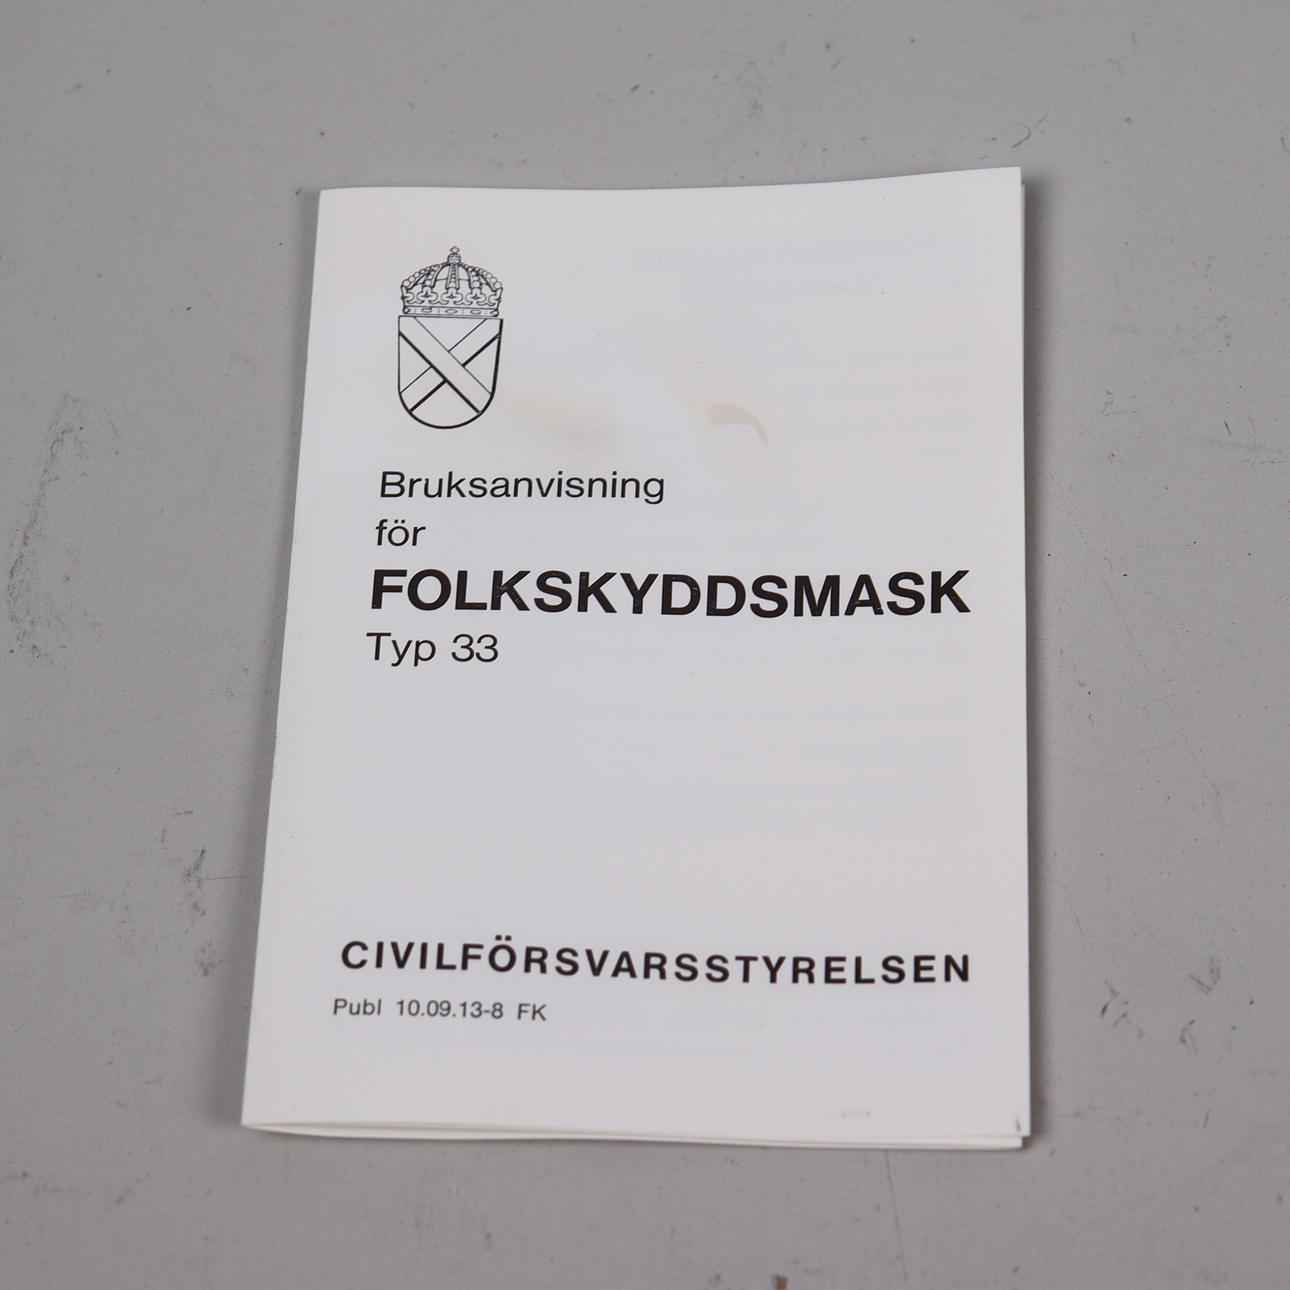 Bruksanvisning
för
FOLKSKYDDSMASK
Typ 33
CIVILFÖRSVARSSTYRELSEN
Publ 10.09.13-8 FK